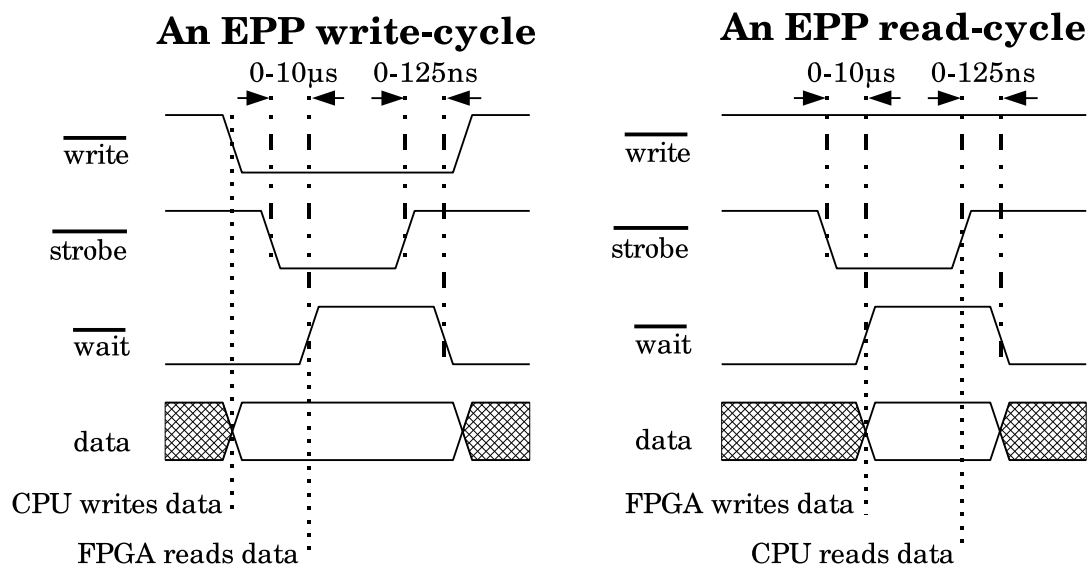 An EPP write-cycle
0-10μs
0-125ns
write
strobe
wait
data
CPU writes data
FPGA reads data
An EPP read-cycle
0-10μs
0-125ns
write
strobe
wait
data
FPGA writes data
CPU reads data